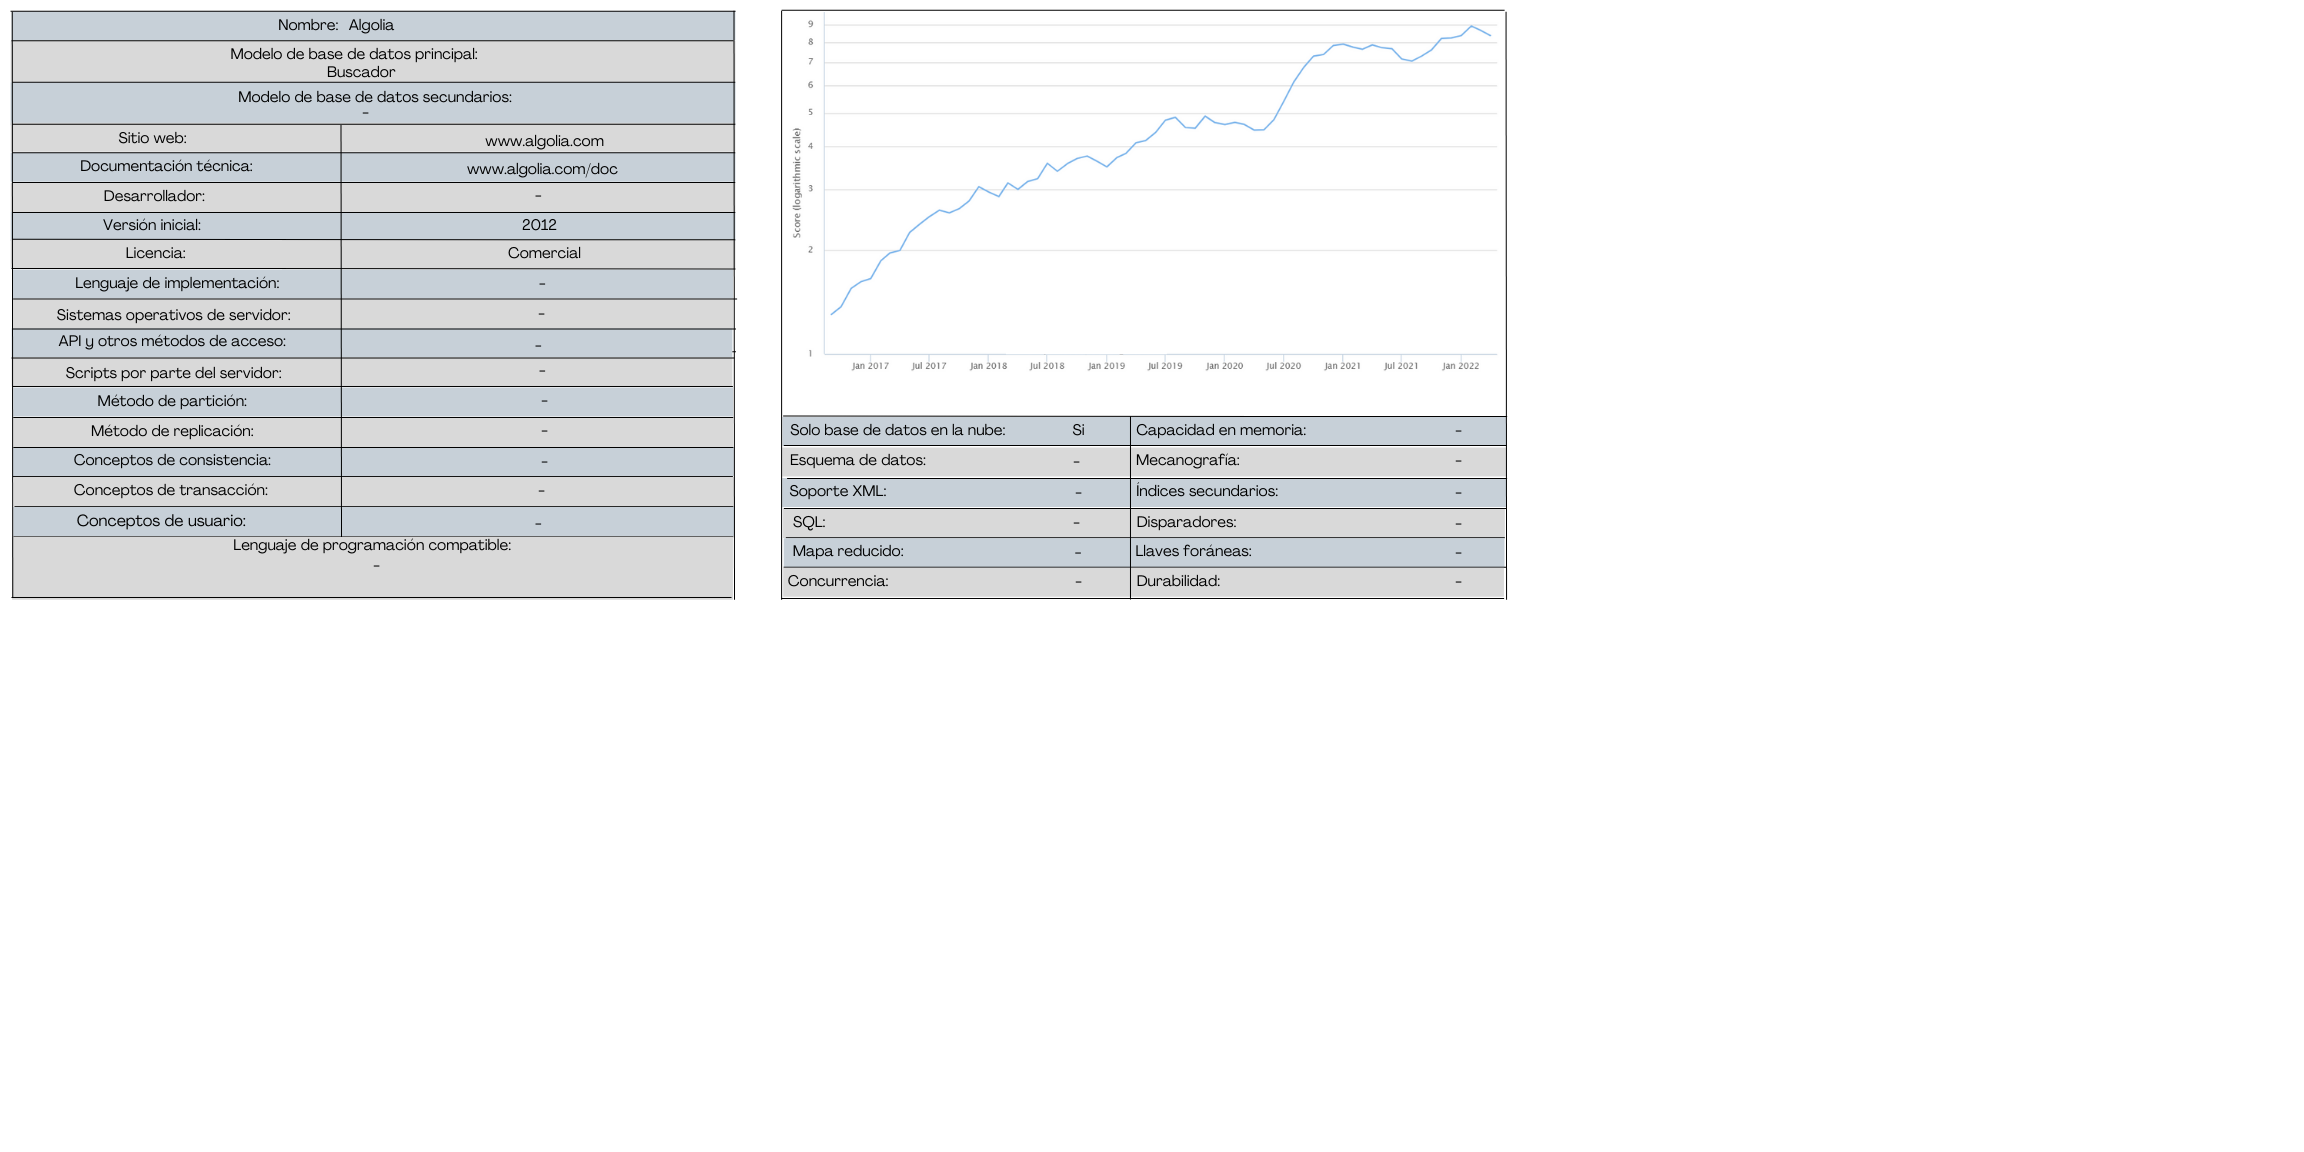 Nombre: Algolia
Modelo de base de datos principal:
Buscador
Modelo de base de datos secundarios:
-
Sitio web: www.algolia.com
Documentación técnica: www.algolia.com/doc
Desarrollador: -
Versión inicial: 2012
Licencia: Comercial
Lenguaje de implementación: -
Sistemas operativos de servidor: -
API y otros métodos de acceso: -
Scripts por parte del servidor: -
Método de partición: -
Método de replicación: -
Conceptos de consistencia: -
Conceptos de transacción: -
Conceptos de usuario: -
Lenguaje de programación compatible:
-
Score (logarithmic scale)
9
8
7
6
5
4
3
2
1
Jan 2017 Jul 2017 Jan 2018 Jul 2018 Jan 2019 Jul 2019 Jan 2020 Jul 2020 Jan 2021 Jul 2021 Jan 2022
Solo base de datos en la nube: Si Capacidad en memoria: -
Esquema de datos: - Mecanografía: -
Soporte XML: - Índices secundarios: -
SQL: - Disparadores: -
Mapa reducido: - Llaves foráneas: -
Concurrencia: - Durabilidad: -